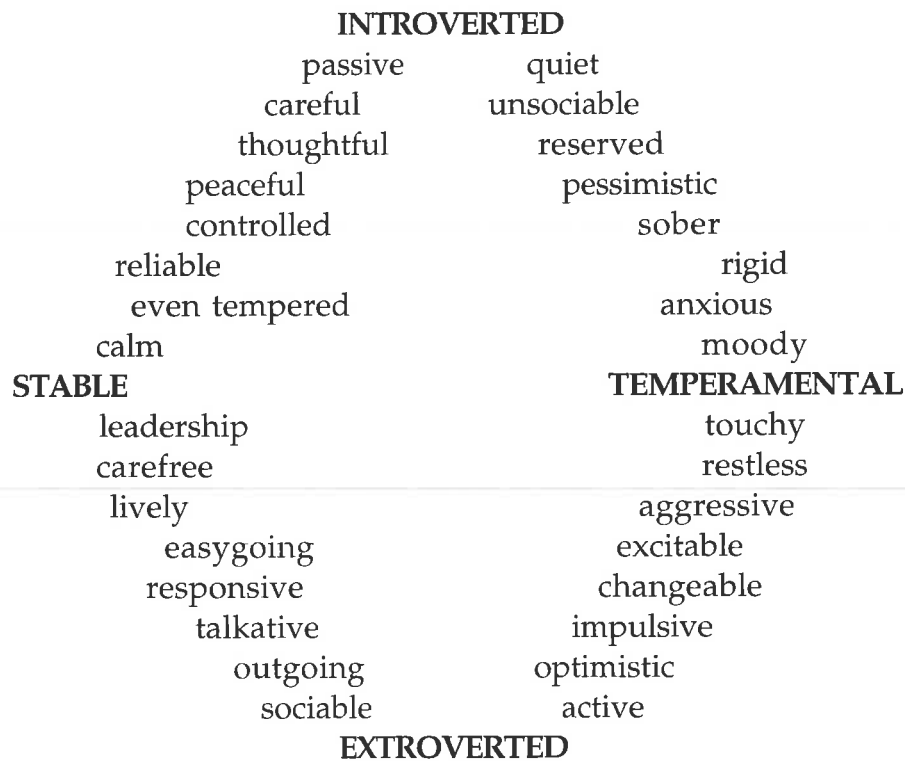 INTROVERTED
passive quiet
careful unsociable
thoughtful reserved
peaceful pessimistic
controlled sober
reliable rigid
even tempered anxious
calm moody
STABLE TEMPERAMENTAL
leadership touchy
carefree restless
lively aggressive
easygoing excitable
responsive changeable
talkative impulsive
outgoing optimistic
sociable active
EXTROVERTED